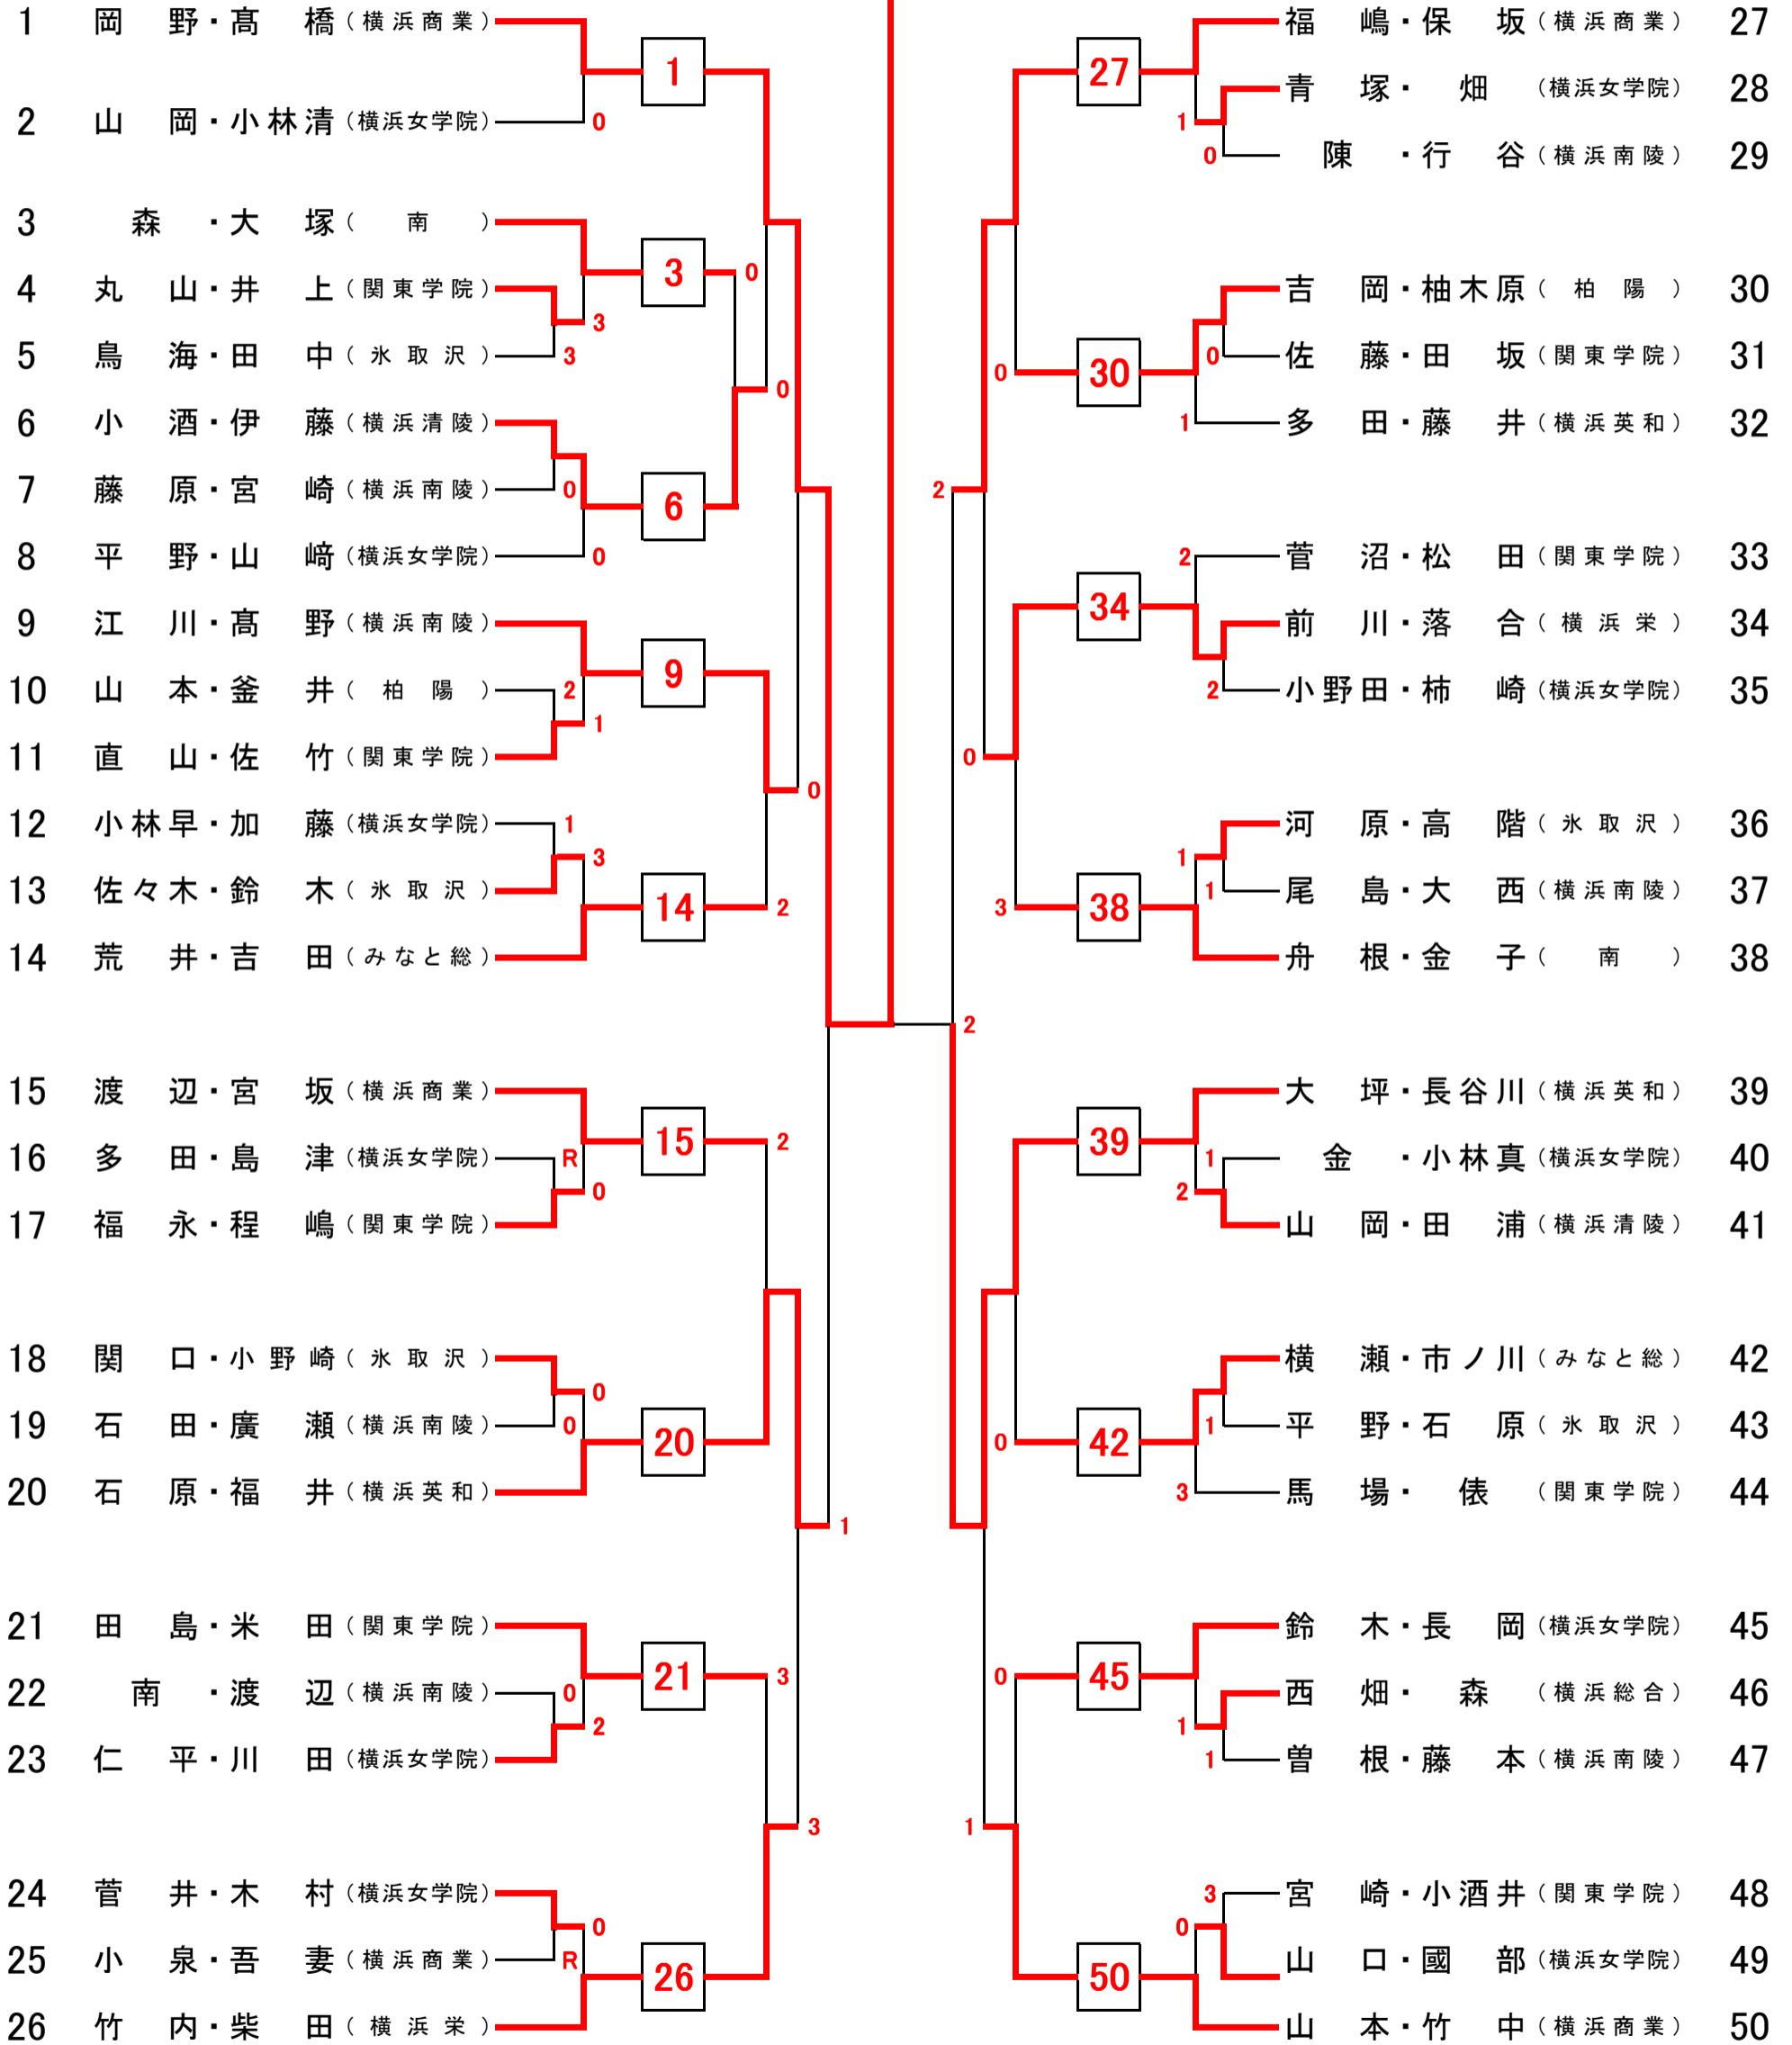 1 岡野・髙橋（横浜商業）
2 山岡・小林清（横浜女学院）
3 森・大塚（南）
4 丸山・井上（関東学院）
5 鳥海・田中（氷取沢）
6 小酒・伊藤（横浜清陵）
7 藤原・宮崎（横浜南陵）
8 平野・山﨑（横浜女学院）
9 江川・髙野（横浜南陵）
10 山本・釜井（柏陽）
11 直山・佐竹（関東学院）
12 小林早・加藤（横浜女学院）
13 佐々木・鈴木（氷取沢）
14 荒井・吉田（みなと総）
15 渡辺・宮坂（横浜商業）
16 多田・島津（横浜女学院）
17 福永・程嶋（関東学院）
18 関口・小野崎（氷取沢）
19 石田・廣瀬（横浜南陵）
20 石原・福井（横浜英和）
21 田島・米田（関東学院）
22 南・渡辺（横浜南陵）
23 仁平・川田（横浜女学院）
24 菅井・木村（横浜女学院）
25 小泉・吾妻（横浜商業）
26 竹内・柴田（横浜栄）
0
3
3
0
0
2
1
1
3
R
0
0
0
0
2
0
R
1
3
6
9
14
15
20
21
26
0
0
2
0
2
3
3
1
2
2
0
1
0
3
0
0
1
27
30
34
38
39
42
45
50
1
0
0
1
2
2
1
1
1
2
1
3
1
1
3
0
福嶋・保坂（横浜商業） 27
青塚・畑（横浜女学院） 28
陳・行谷（横浜南陵） 29
吉岡・柚木原（柏陽） 30
佐藤・田坂（関東学院） 31
多田・藤井（横浜英和） 32
菅沼・松田（関東学院） 33
前川・落合（横浜栄） 34
小野田・柿崎（横浜女学院） 35
河原・高階（氷取沢） 36
尾島・大西（横浜南陵） 37
舟根・金子（南） 38
大坪・長谷川（横浜英和） 39
金・小林真（横浜女学院） 40
山岡・田浦（横浜清陵） 41
横瀬・市ノ川（みなと総） 42
平野・石原（氷取沢） 43
馬場・俵（関東学院） 44
鈴木・長岡（横浜女学院） 45
西畑・森（横浜総合） 46
曽根・藤本（横浜南陵） 47
宮崎・小酒井（関東学院） 48
山口・國部（横浜女学院） 49
山本・竹中（横浜商業） 50